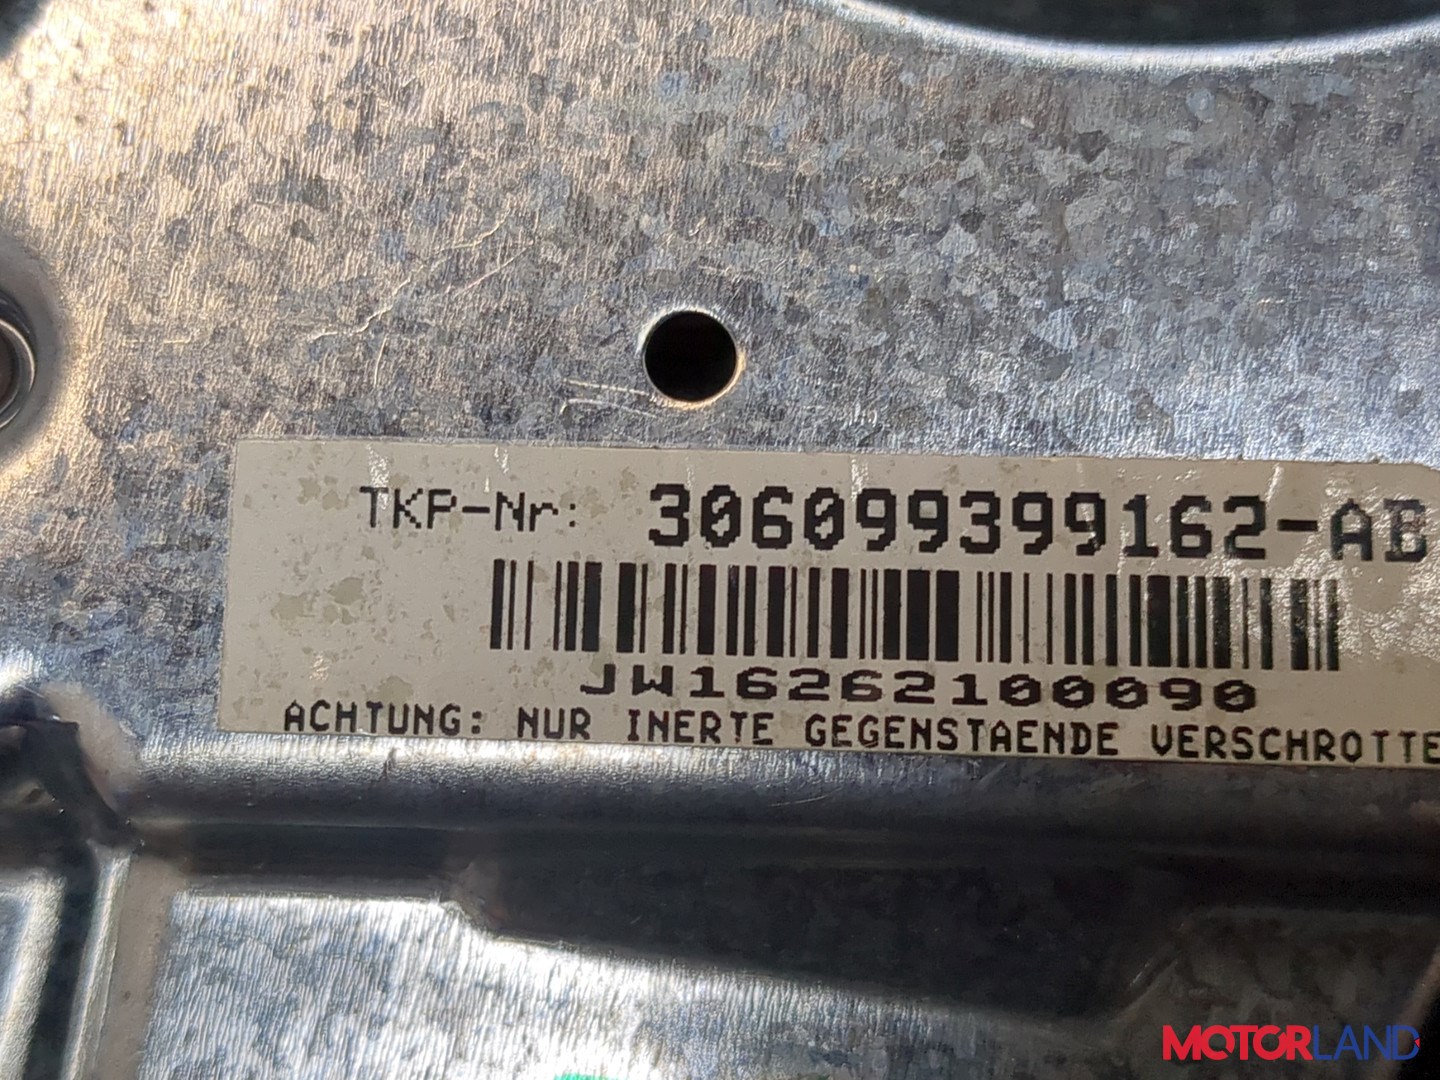 TKP-Nr: 306099399162-AB
JW16262100090
ACHTUNG: NUR INERTE GEGENSTAENDE VERSCHROTTE
MOTORLAND